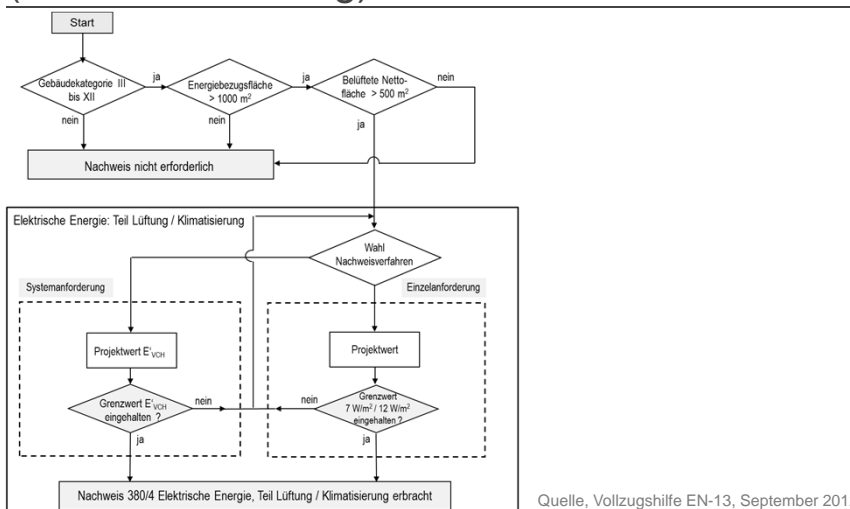 Start
Gebäudekategorie III
bis XII
ja
Energiebezugsfläche
> 1000 m²
ja
Belüftete Netto-
fläche > 500 m²
nein
nein
nein
ja
Nachweis nicht erforderlich
Elektrische Energie: Teil Lüftung / Klimatisierung
Wahl
Nachweisverfahren
Systemanforderung
Einzelanforderung
Projektwert E'VCH
Projektwert
Grenzwert E'VCH
eingehalten ?
nein
nein
Grenzwert
7 W/m² / 12 W/m²
eingehalten ?
ja
ja
Nachweis 380/4 Elektrische Energie, Teil Lüftung / Klimatisierung erbracht
Quelle, Vollzugshilfe EN-13, September 201